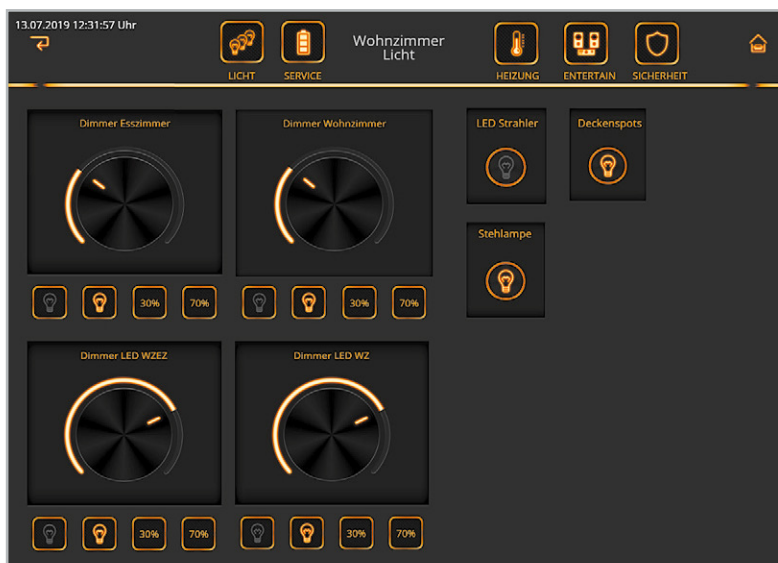 13.07.2019 12:31:57 Uhr
Wohnzimmer
Licht
LICHT
SERVICE
HEIZUNG
ENTERTAIN
SICHERHEIT
Dimmer Esszimmer
Dimmer Wohnzimmer
LED Strahler
Deckenspots
Stehlampe
30%
70%
30%
70%
Dimmer LED WZEZ
Dimmer LED WZ
30%
70%
30%
70%